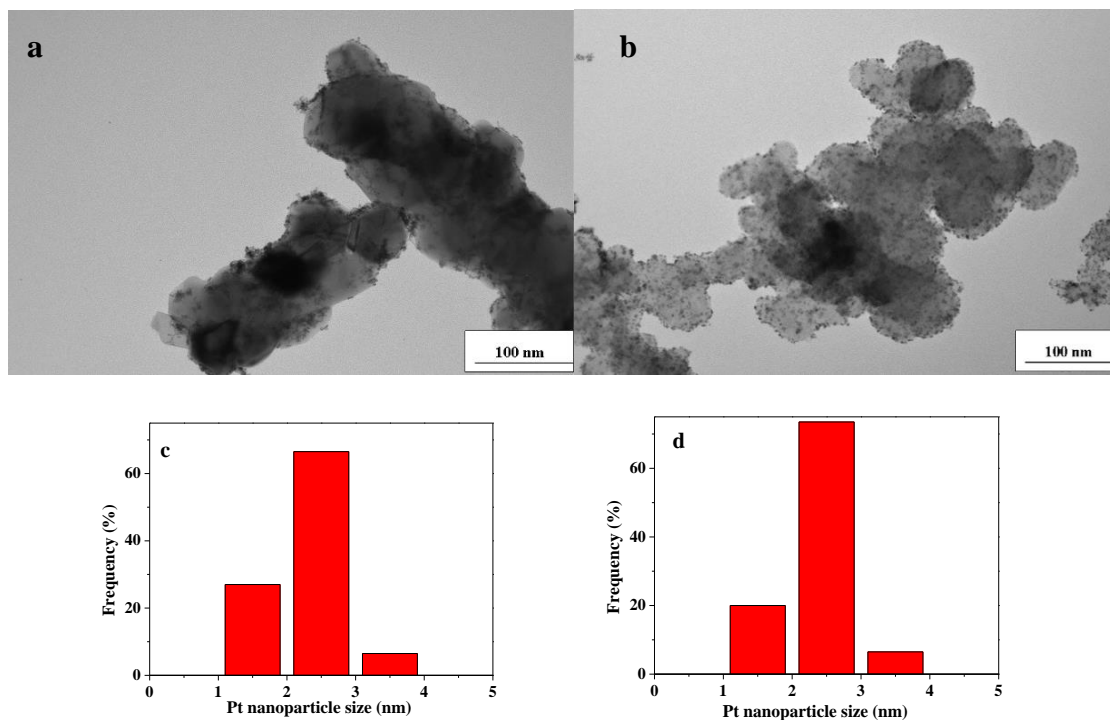 a
b
100 nm
100 nm
c
60
40
20
0
Frequency (%)
0 1 2 3 4 5
Pt nanoparticle size (nm)
d
60
40
20
0
Frequency (%)
0 1 2 3 4 5
Pt nanoparticle size (nm)